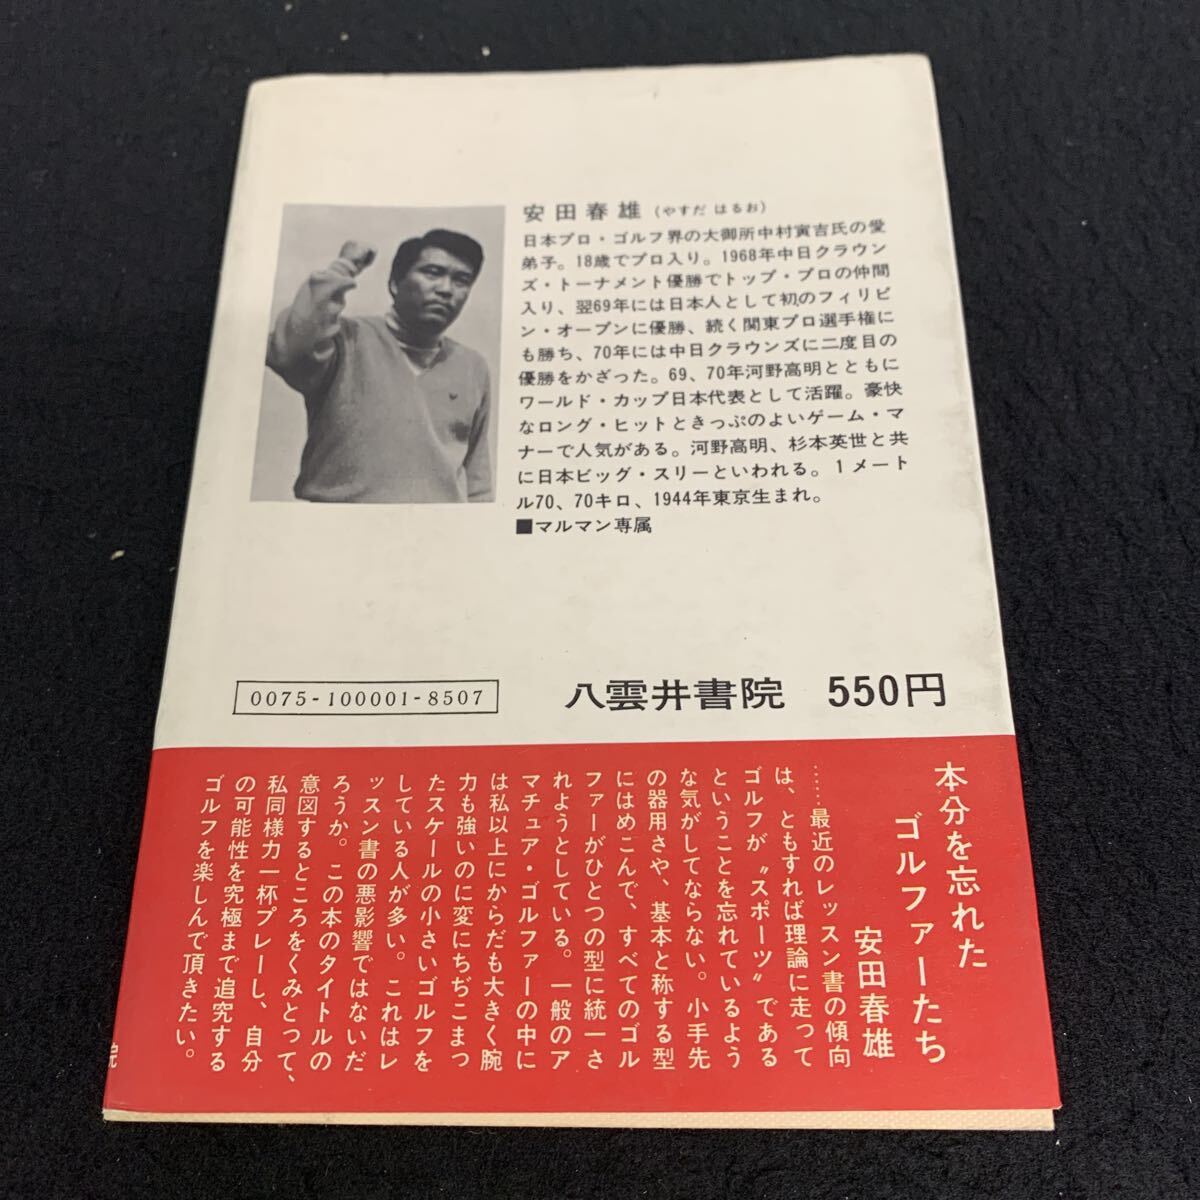 安田春雄（やすだ はるお）
日本プロ・ゴルフ界の大御所中村寅吉氏の愛
弟子。18歳でプロ入り。1968年中日クラウン
ズ・トーナメント優勝でトップ・プロの仲間
入り、翌69年には日本人として初のフィリピ
ン・オープンに優勝、続く関東プロ選手権に
も勝ち、70年には中日クラウンズに二度目の
優勝をかざった。69、70年河野高明とともに
ワールド・カップ日本代表として活躍。豪快
なロング・ヒットときっぷのよいゲーム・マ
ナーで人気がある。河野高明、杉本英世と共
に日本ビッグ・スリーといわれる。1メート
ル70、70キロ、1944年東京生まれ。
■マルマン専属
0075-100001-8507
八雲井書院 550円
本分を忘れた
ゴルファーたち
安田春雄
……最近のレッスン書の傾向
は、ともすれば理論に走って
ゴルフが〝スポーツ〟である
ということを忘れているよう
な気がしてならない。小手先
の器用さや、基本と称する型
にはめこんで、すべてのゴル
ファーがひとつの型に統一さ
れようとしている。一般のア
マチュア・ゴルファーの中に
は私以上にからだも大きく腕
力も強いのに変にちぢこまっ
たスケールの小さいゴルフを
している人が多い。これはレ
ッスン書の悪影響ではないだ
ろうか。この本のタイトルの
意図するところをくみとって、
私同様力一杯プレーし、自分
の可能性を究極まで追究する
ゴルフを楽しんで頂きたい。
院